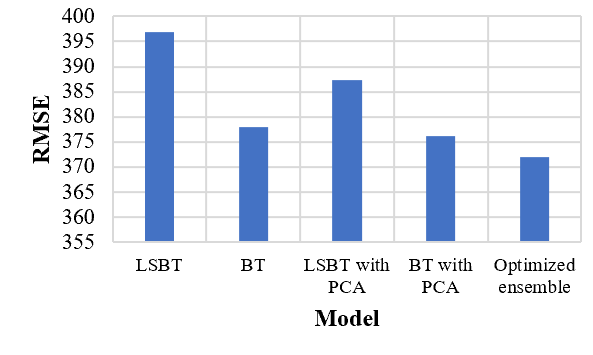 400
395
390
385
380
375
370
365
360
355
RMSE
LSBT
BT
LSBT with
PCA
BT with
PCA
Optimized
ensemble
Model